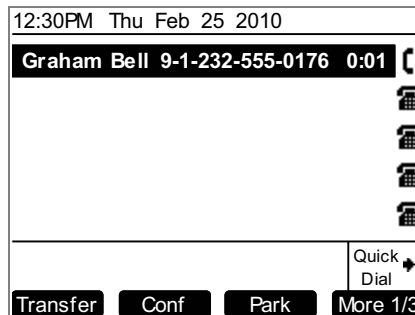 12:30PM Thu Feb 25 2010
Graham Bell 9-1-232-555-0176 0:01
Quick
Dial
Transfer Conf Park More 1/3